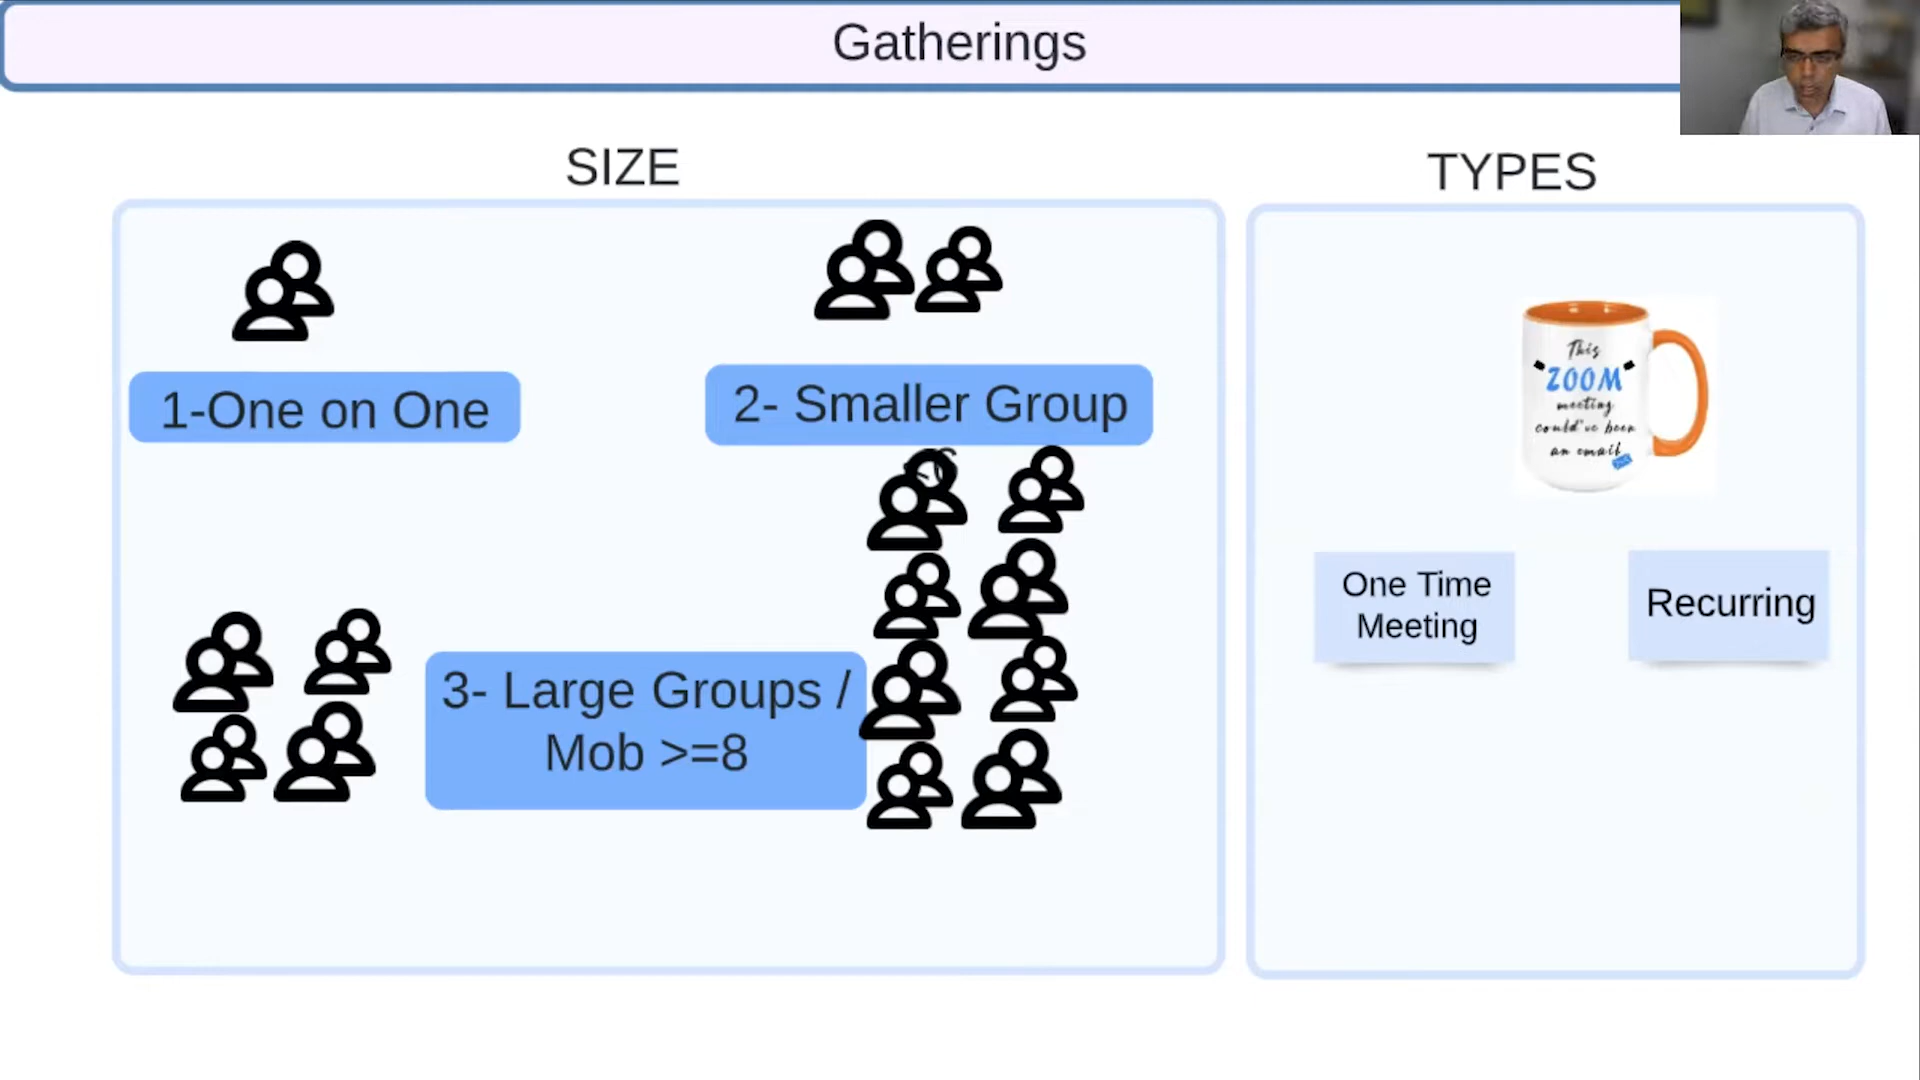 Gatherings
SIZE
TYPES
1-One on One
2- Smaller Group
3- Large Groups /
Mob >=8
This
ZOOM
meeting
could've been
an email
One Time
Meeting
Recurring